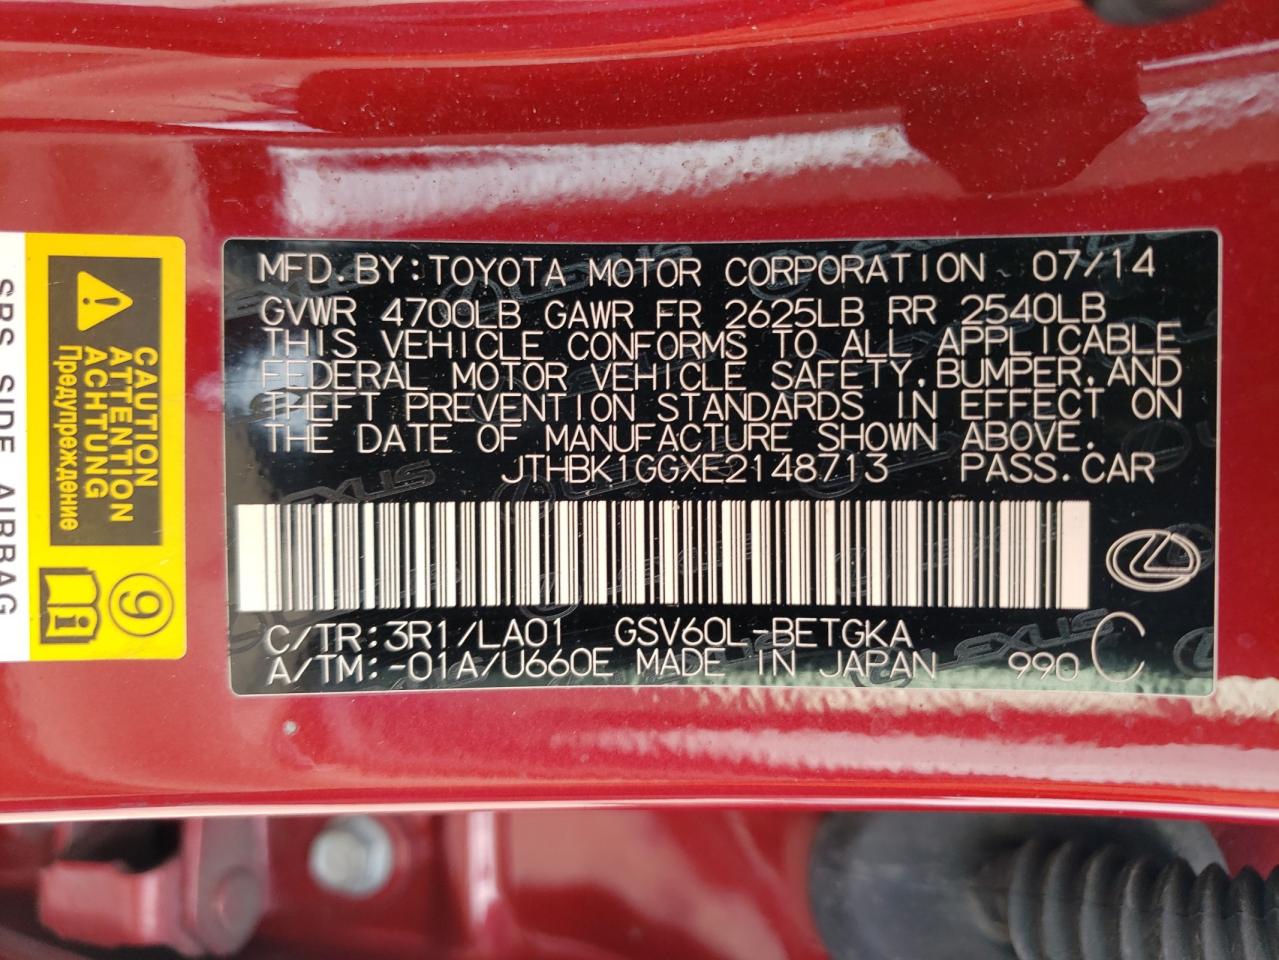 MFD.BY:TOYOTA MOTOR CORPORATION 07/14
GVWR 4700LB GAWR FR 2625LB RR 2540LB
THIS VEHICLE CONFORMS TO ALL APPLICABLE
FEDERAL MOTOR VEHICLE SAFETY,BUMPER,AND
THEFT PREVENTION STANDARDS IN EFFECT ON
THE DATE OF MANUFACTURE SHOWN ABOVE.
JTHBK1GGXE2148713 PASS.CAR
C/TR:3R1/LA01 GSV60L-BETGKA
A/TM:-01A/U660E MADE IN JAPAN 990 C
CAUTION
ATTENTION
ACHTUNG
Предупреждение
9
SRS SIDE AIRBAG
LEXUS